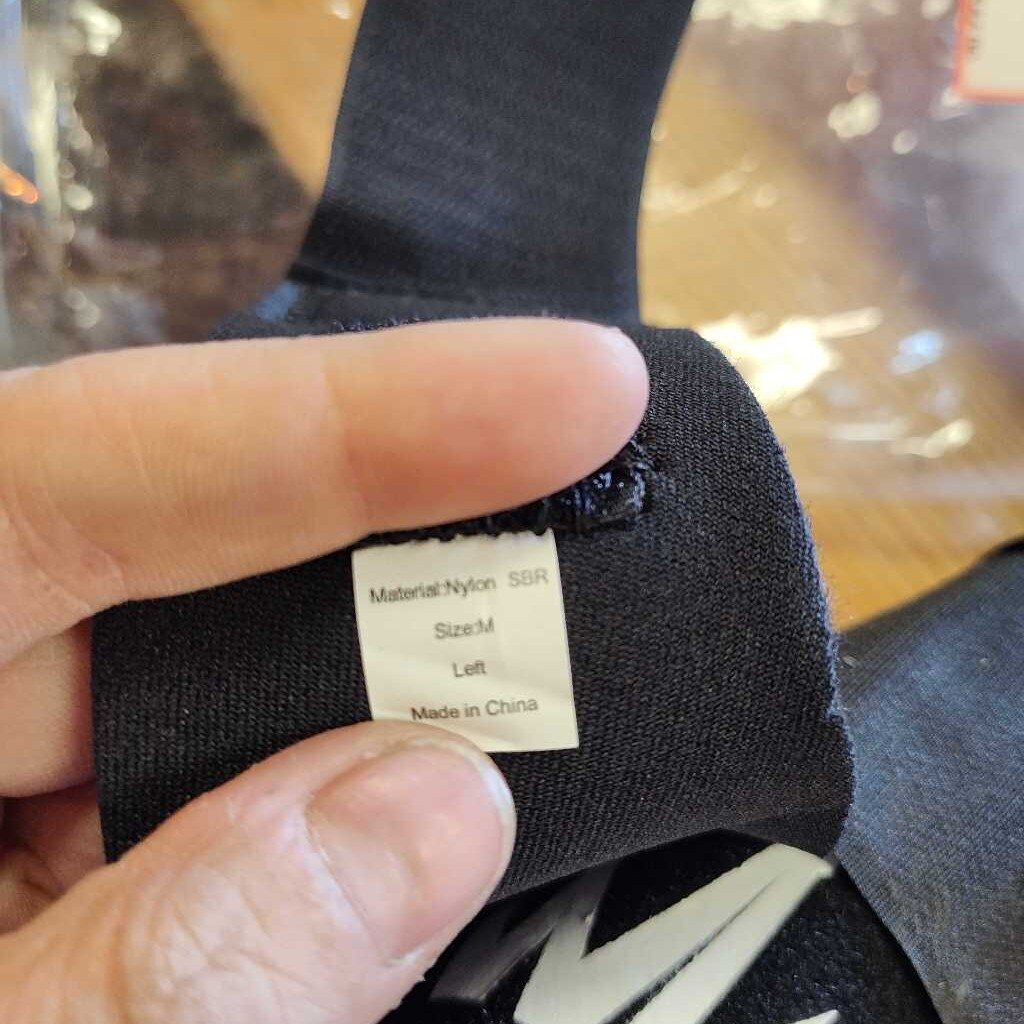 Material:Nylon SBR
Size:M
Left
Made in China